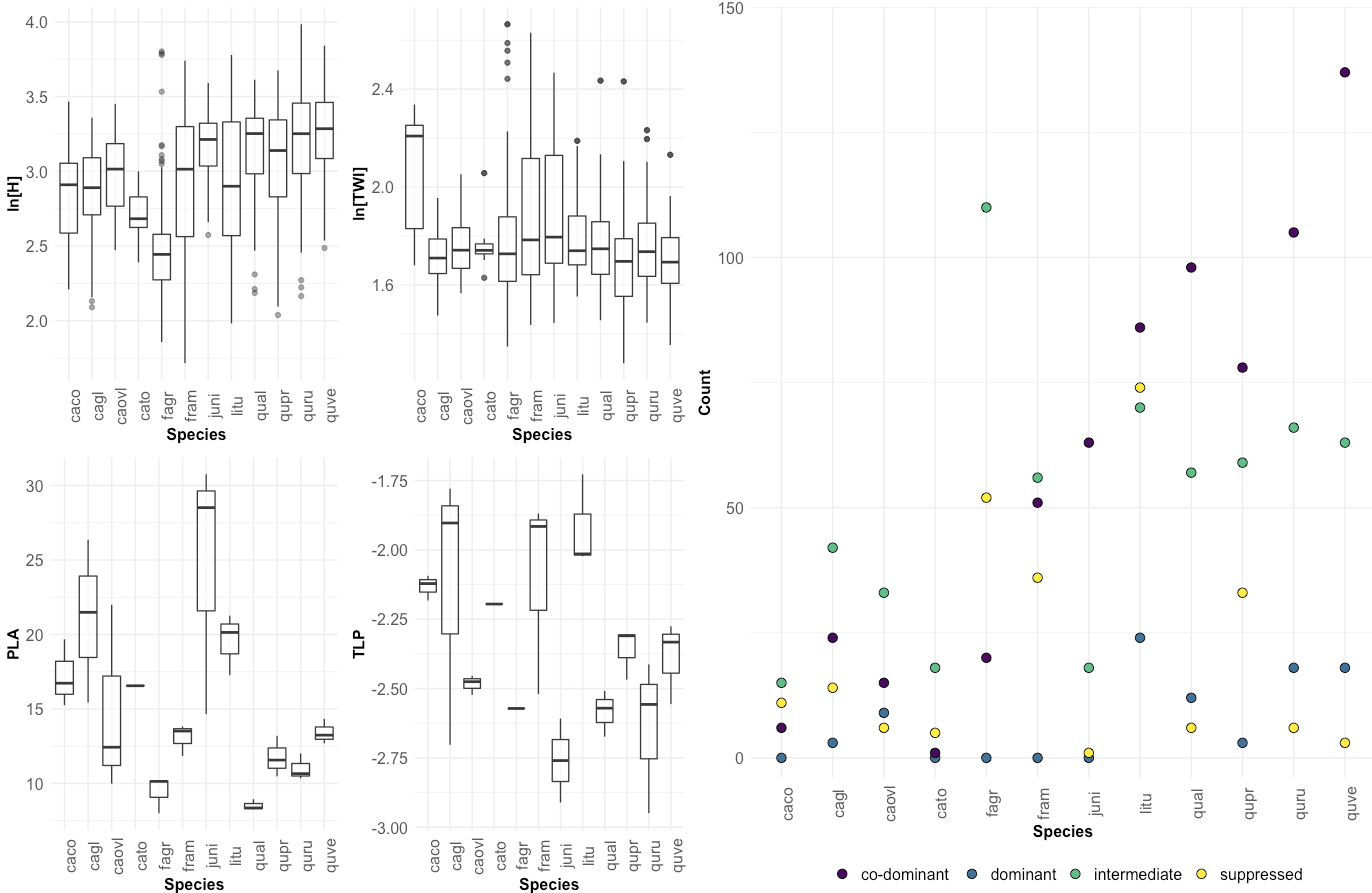 ln[H]
4.0
3.5
3.0
2.5
2.0
caco
cagl
caovl
cato
fagr
fram
juni
litu
qual
qupr
quru
quve
Species
ln[TWI]
2.4
2.0
1.6
caco
cagl
caovl
cato
fagr
fram
juni
litu
qual
qupr
quru
quve
Species
PLA
30
25
20
15
10
caco
cagl
caovl
cato
fagr
fram
juni
litu
qual
qupr
quru
quve
Species
TLP
-1.75
-2.00
-2.25
-2.50
-2.75
-3.00
caco
cagl
caovl
cato
fagr
fram
juni
litu
qual
qupr
quru
quve
Species
Count
150
100
50
0
caco
cagl
caovl
cato
fagr
fram
juni
litu
qual
qupr
quru
quve
Species
co-dominant dominant intermediate suppressed